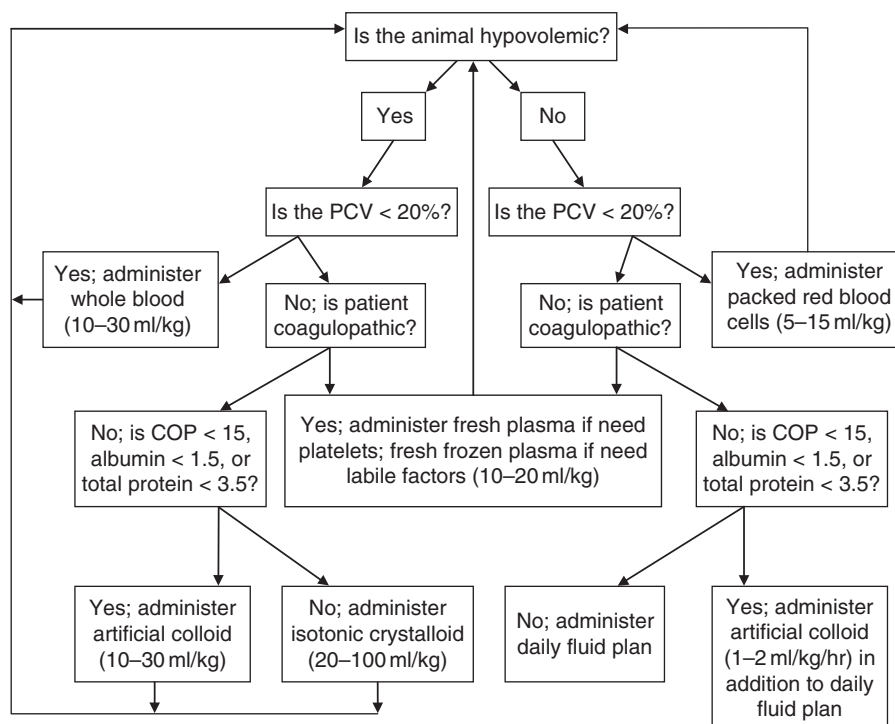 Is the animal hypovolemic?
Yes
No
Is the PCV < 20%?
Is the PCV < 20%?
Yes; administer
whole blood
(10–30 ml/kg)
No; is patient
coagulopathic?
No; is patient
coagulopathic?
Yes; administer
packed red blood
cells (5–15 ml/kg)
No; is COP < 15,
albumin < 1.5, or
total protein < 3.5?
Yes; administer fresh plasma if need
platelets; fresh frozen plasma if need
labile factors (10–20 ml/kg)
No; is COP < 15,
albumin < 1.5, or
total protein < 3.5?
Yes; administer
artificial colloid
(10–30 ml/kg)
No; administer
isotonic crystalloid
(20–100 ml/kg)
No; administer
daily fluid plan
Yes; administer
artificial colloid
(1–2 ml/kg/hr) in
addition to daily
fluid plan